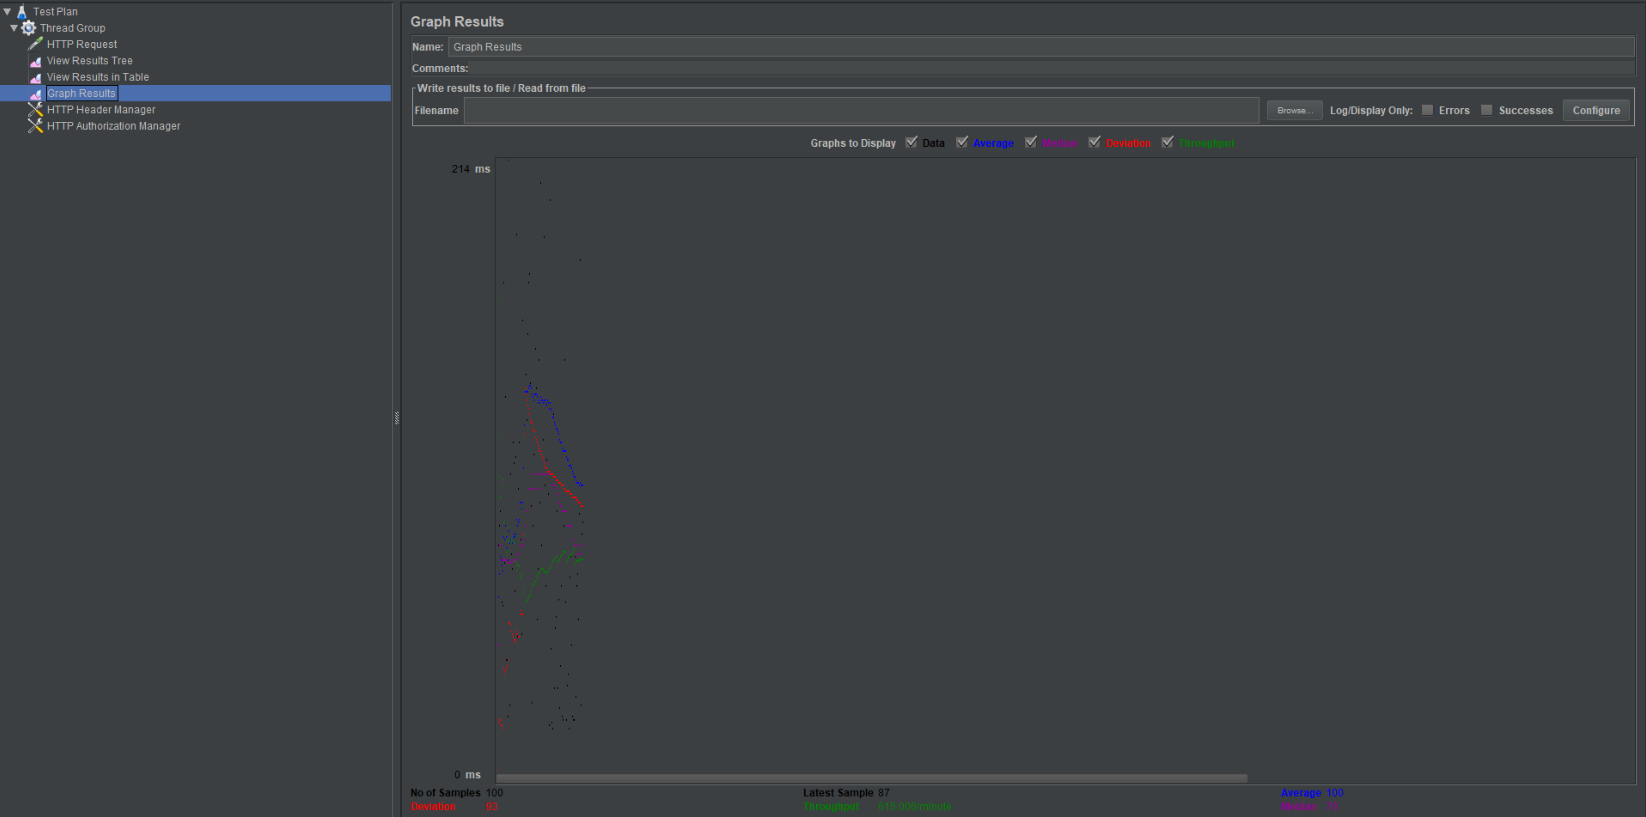 Test Plan
Thread Group
HTTP Request
View Results Tree
View Results in Table
Graph Results
HTTP Header Manager
HTTP Authorization Manager
Graph Results
Name: Graph Results
Comments:
Write results to file / Read from file
Filename Browse... Log/Display Only: Errors Successes Configure
Graphs to Display Data Average Median Deviation Throughput
214 ms
0 ms
No of Samples 100 Latest Sample 87 Average 100
Deviation 93 Throughput Median